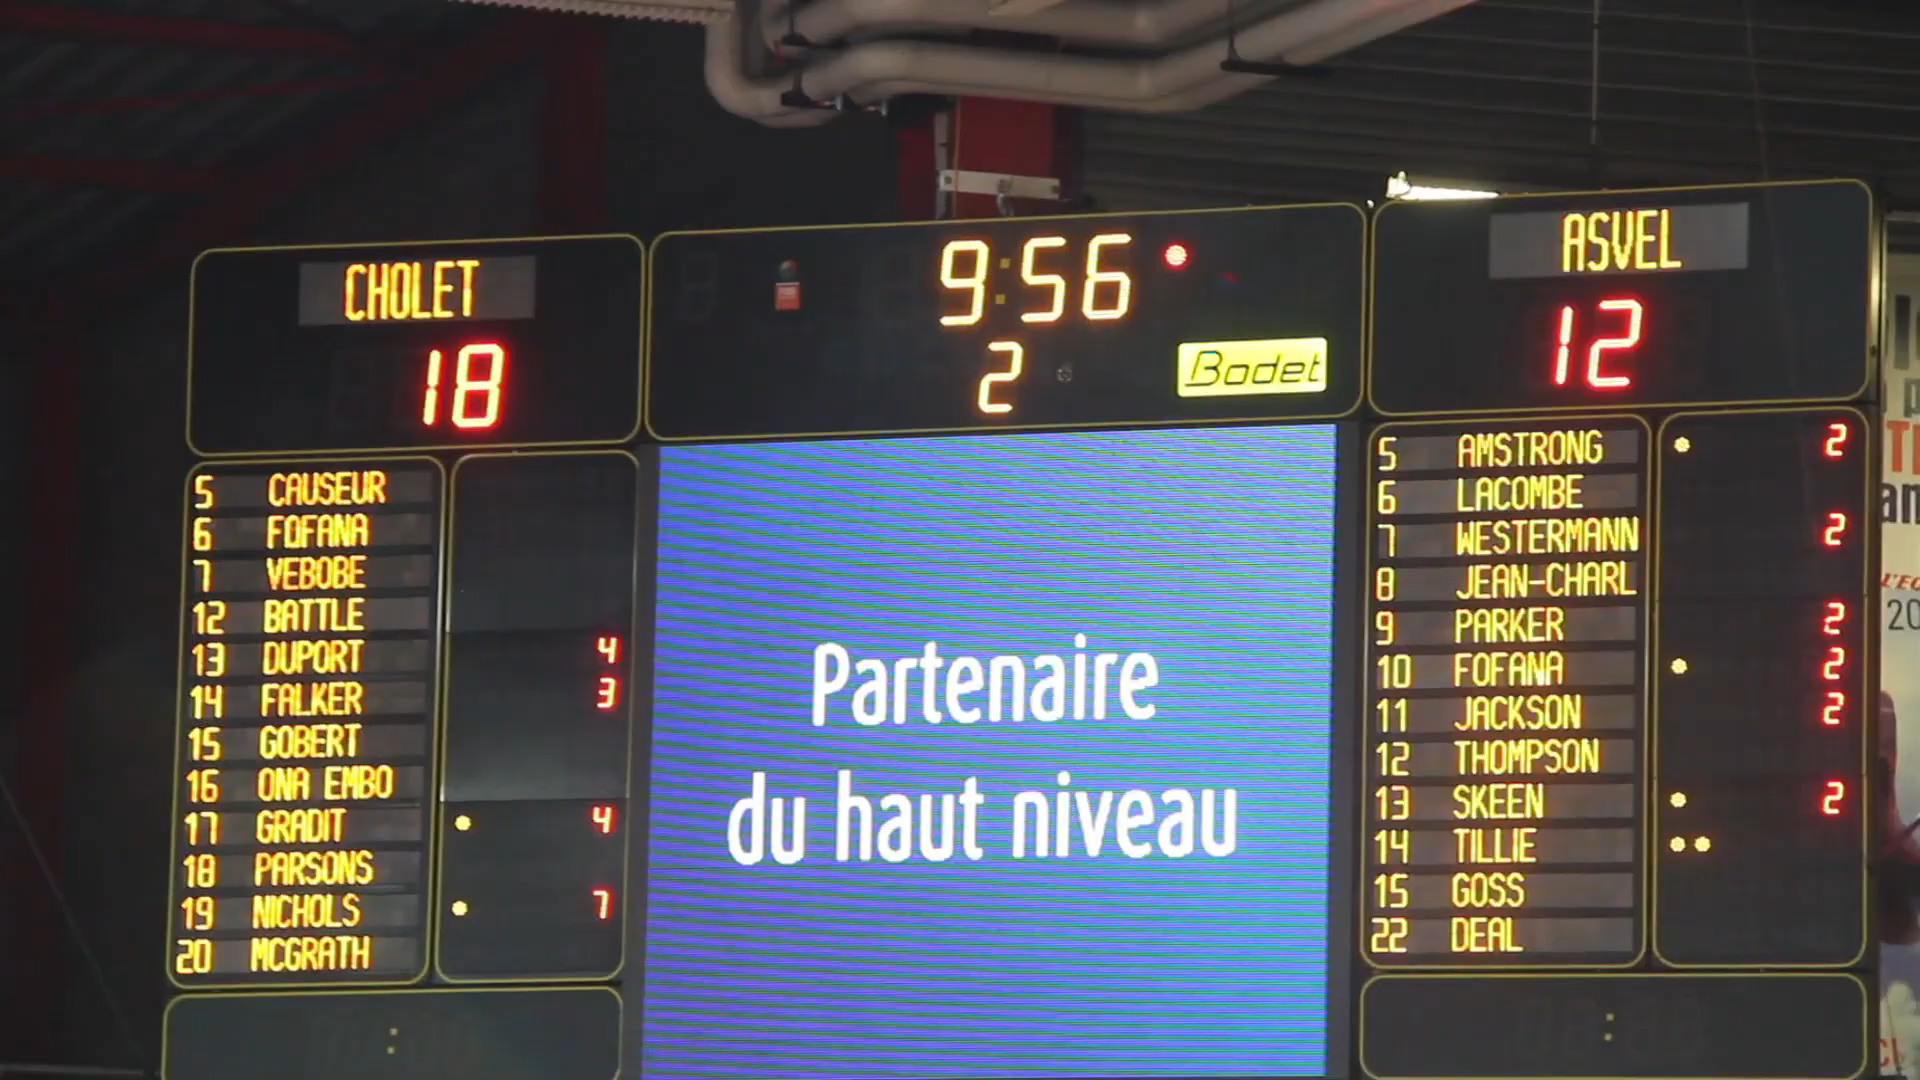 CHOLET
18
9:56
2
Bodet
ASVEL
12
5 CAUSEUR
6 FOFANA
7 VEBOBE
12 BATTLE
13 DUPORT 4
14 FALKER 3
15 GOBERT
16 ONA EMBO
17 GRADIT 4
18 PARSONS
19 NICHOLS 7
20 MCGRATH
Partenaire
du haut niveau
5 AMSTRONG 2
6 LACOMBE
7 WESTERMANN 2
8 JEAN-CHARL
9 PARKER 2
10 FOFANA 2
11 JACKSON 2
12 THOMPSON
13 SKEEN 2
14 TILLIE
15 GOSS
22 DEAL